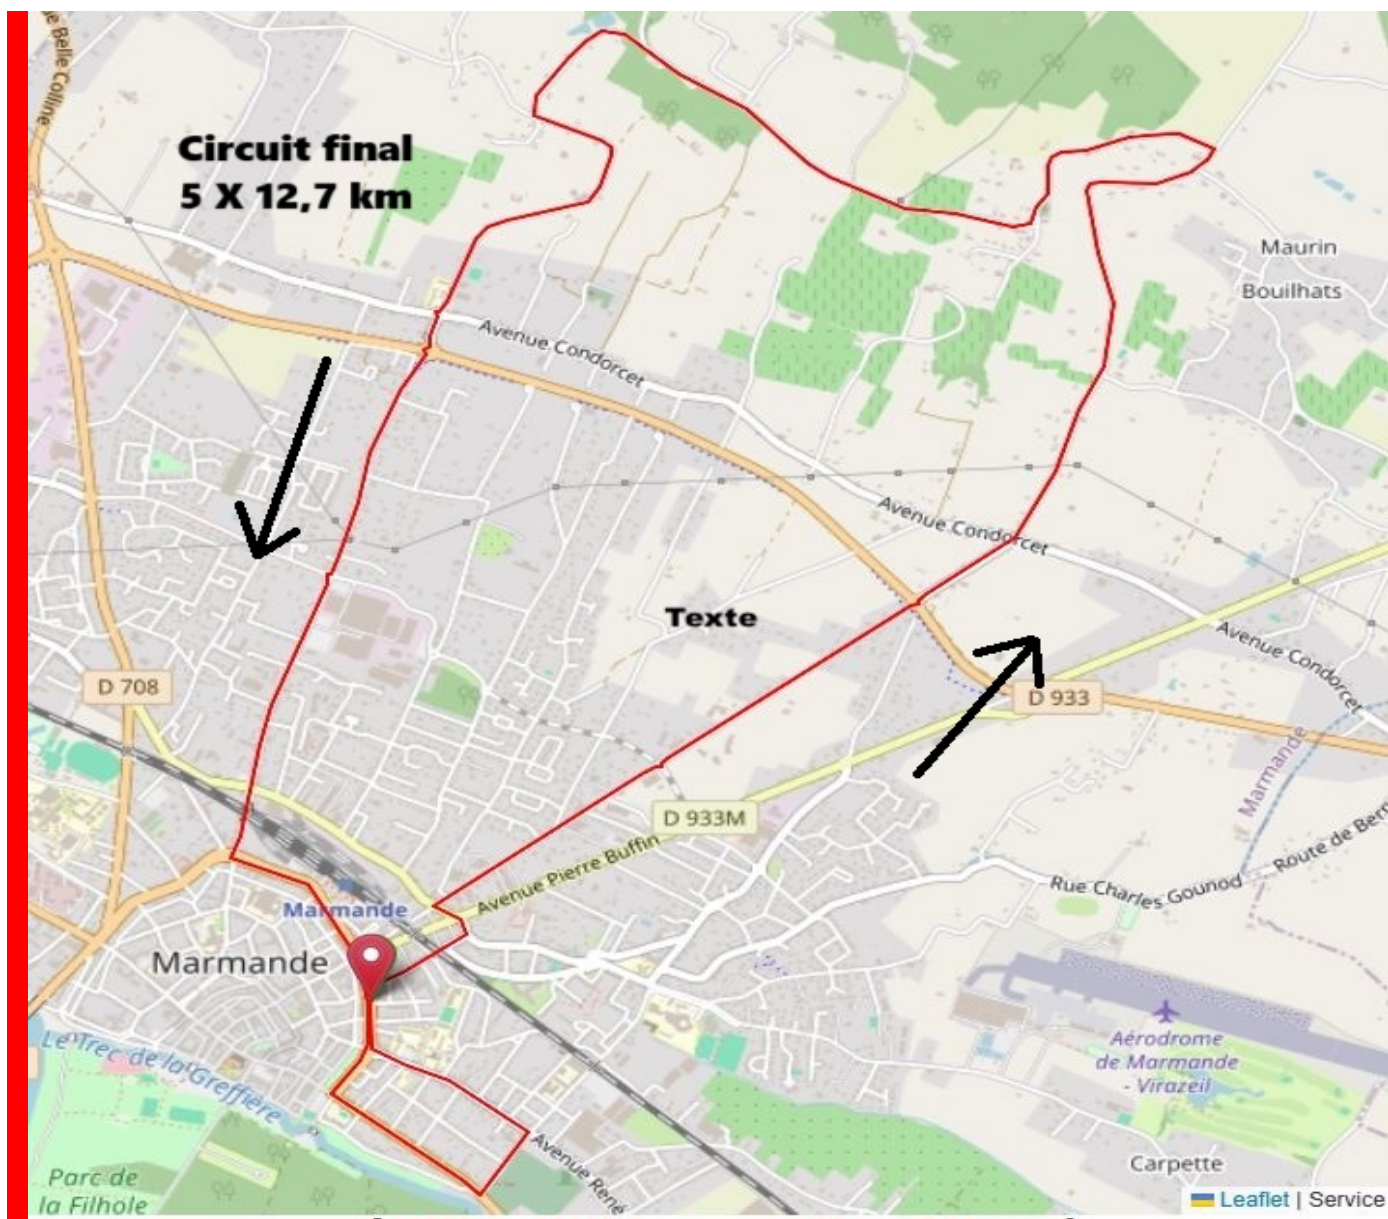 Belle Colline
Circuit final
5 X 12,7 km
Maurin
Bouilhats
Avenue Condorcet
Avenue Condorcet
Texte
Avenue Condorcet
D 708
D 933
Marmande
D 933M
Avenue Pierre Buffin
Route de Bern
Rue Charles Gounod
Marmande
Marmande
Le Trec de la Greffière
Aérodrome
de Marmande
- Virazeil
Avenue René
Carpette
Parc de
la Filhole
Leaflet | Service